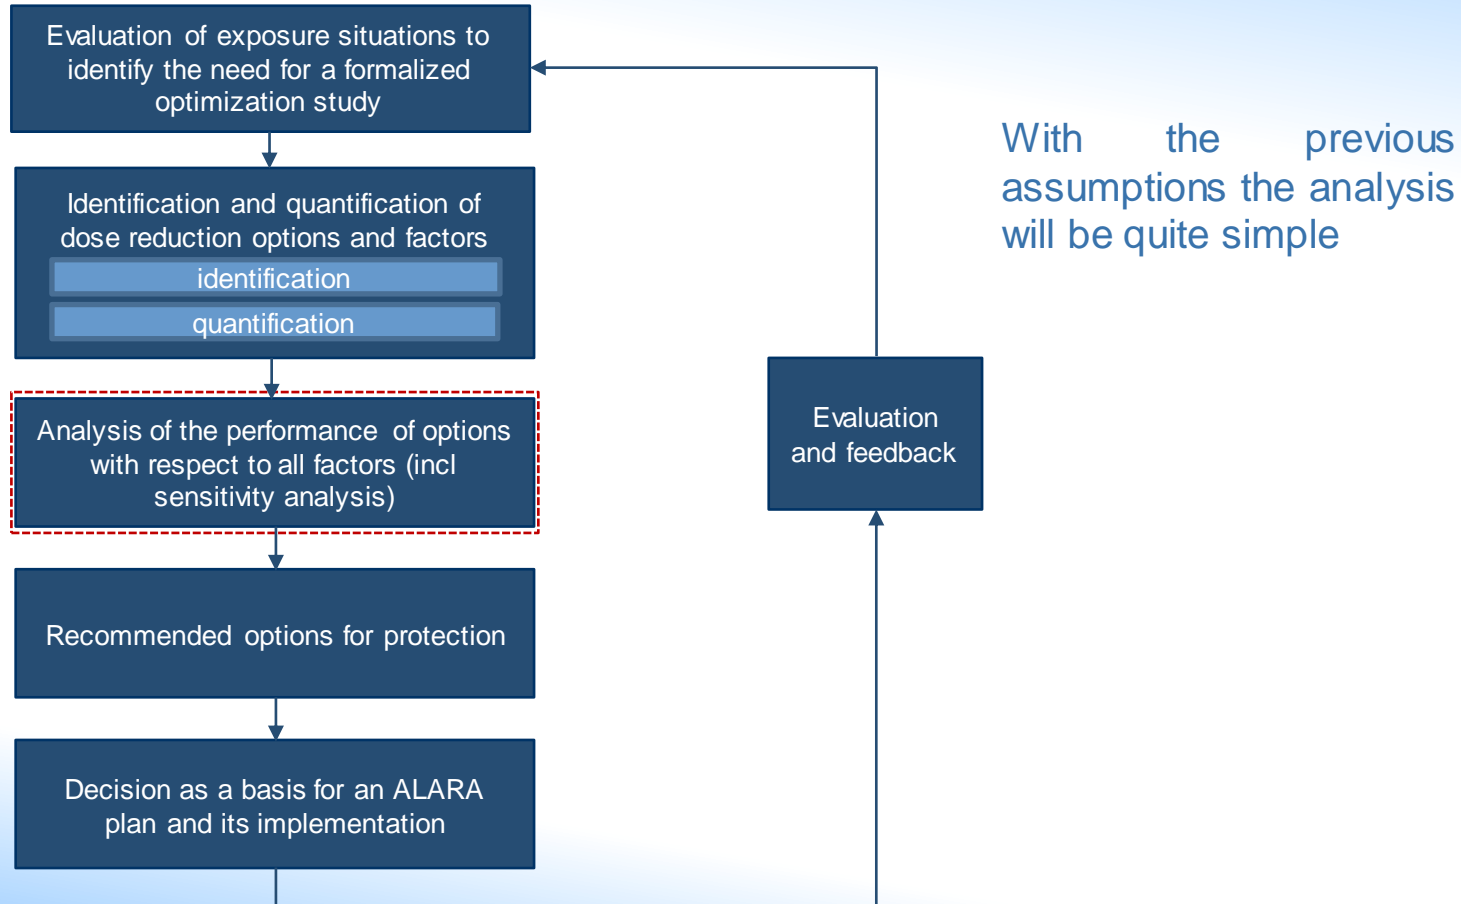 Evaluation of exposure situations to
identify the need for a formalized
optimization study
With the previous
assumptions the analysis
will be quite simple
Identification and quantification of
dose reduction options and factors
identification
quantification
Analysis of the performance of options
with respect to all factors (incl
sensitivity analysis)
Evaluation
and feedback
Recommended options for protection
Decision as a basis for an ALARA
plan and its implementation